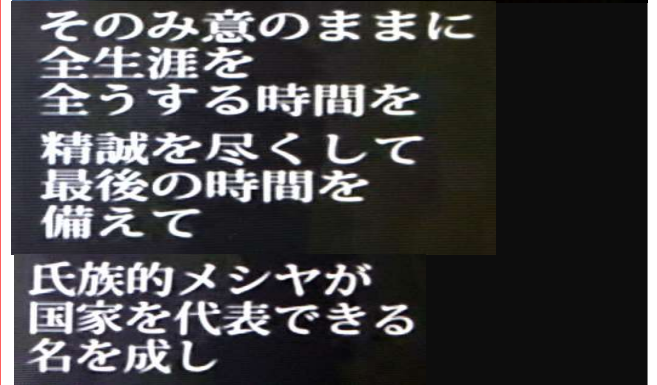 そのみ意のままに
全生涯を
全うする時間を
精誠を尽くして
最後の時間を
備えて
氏族的メシヤが
国家を代表できる
名を成し